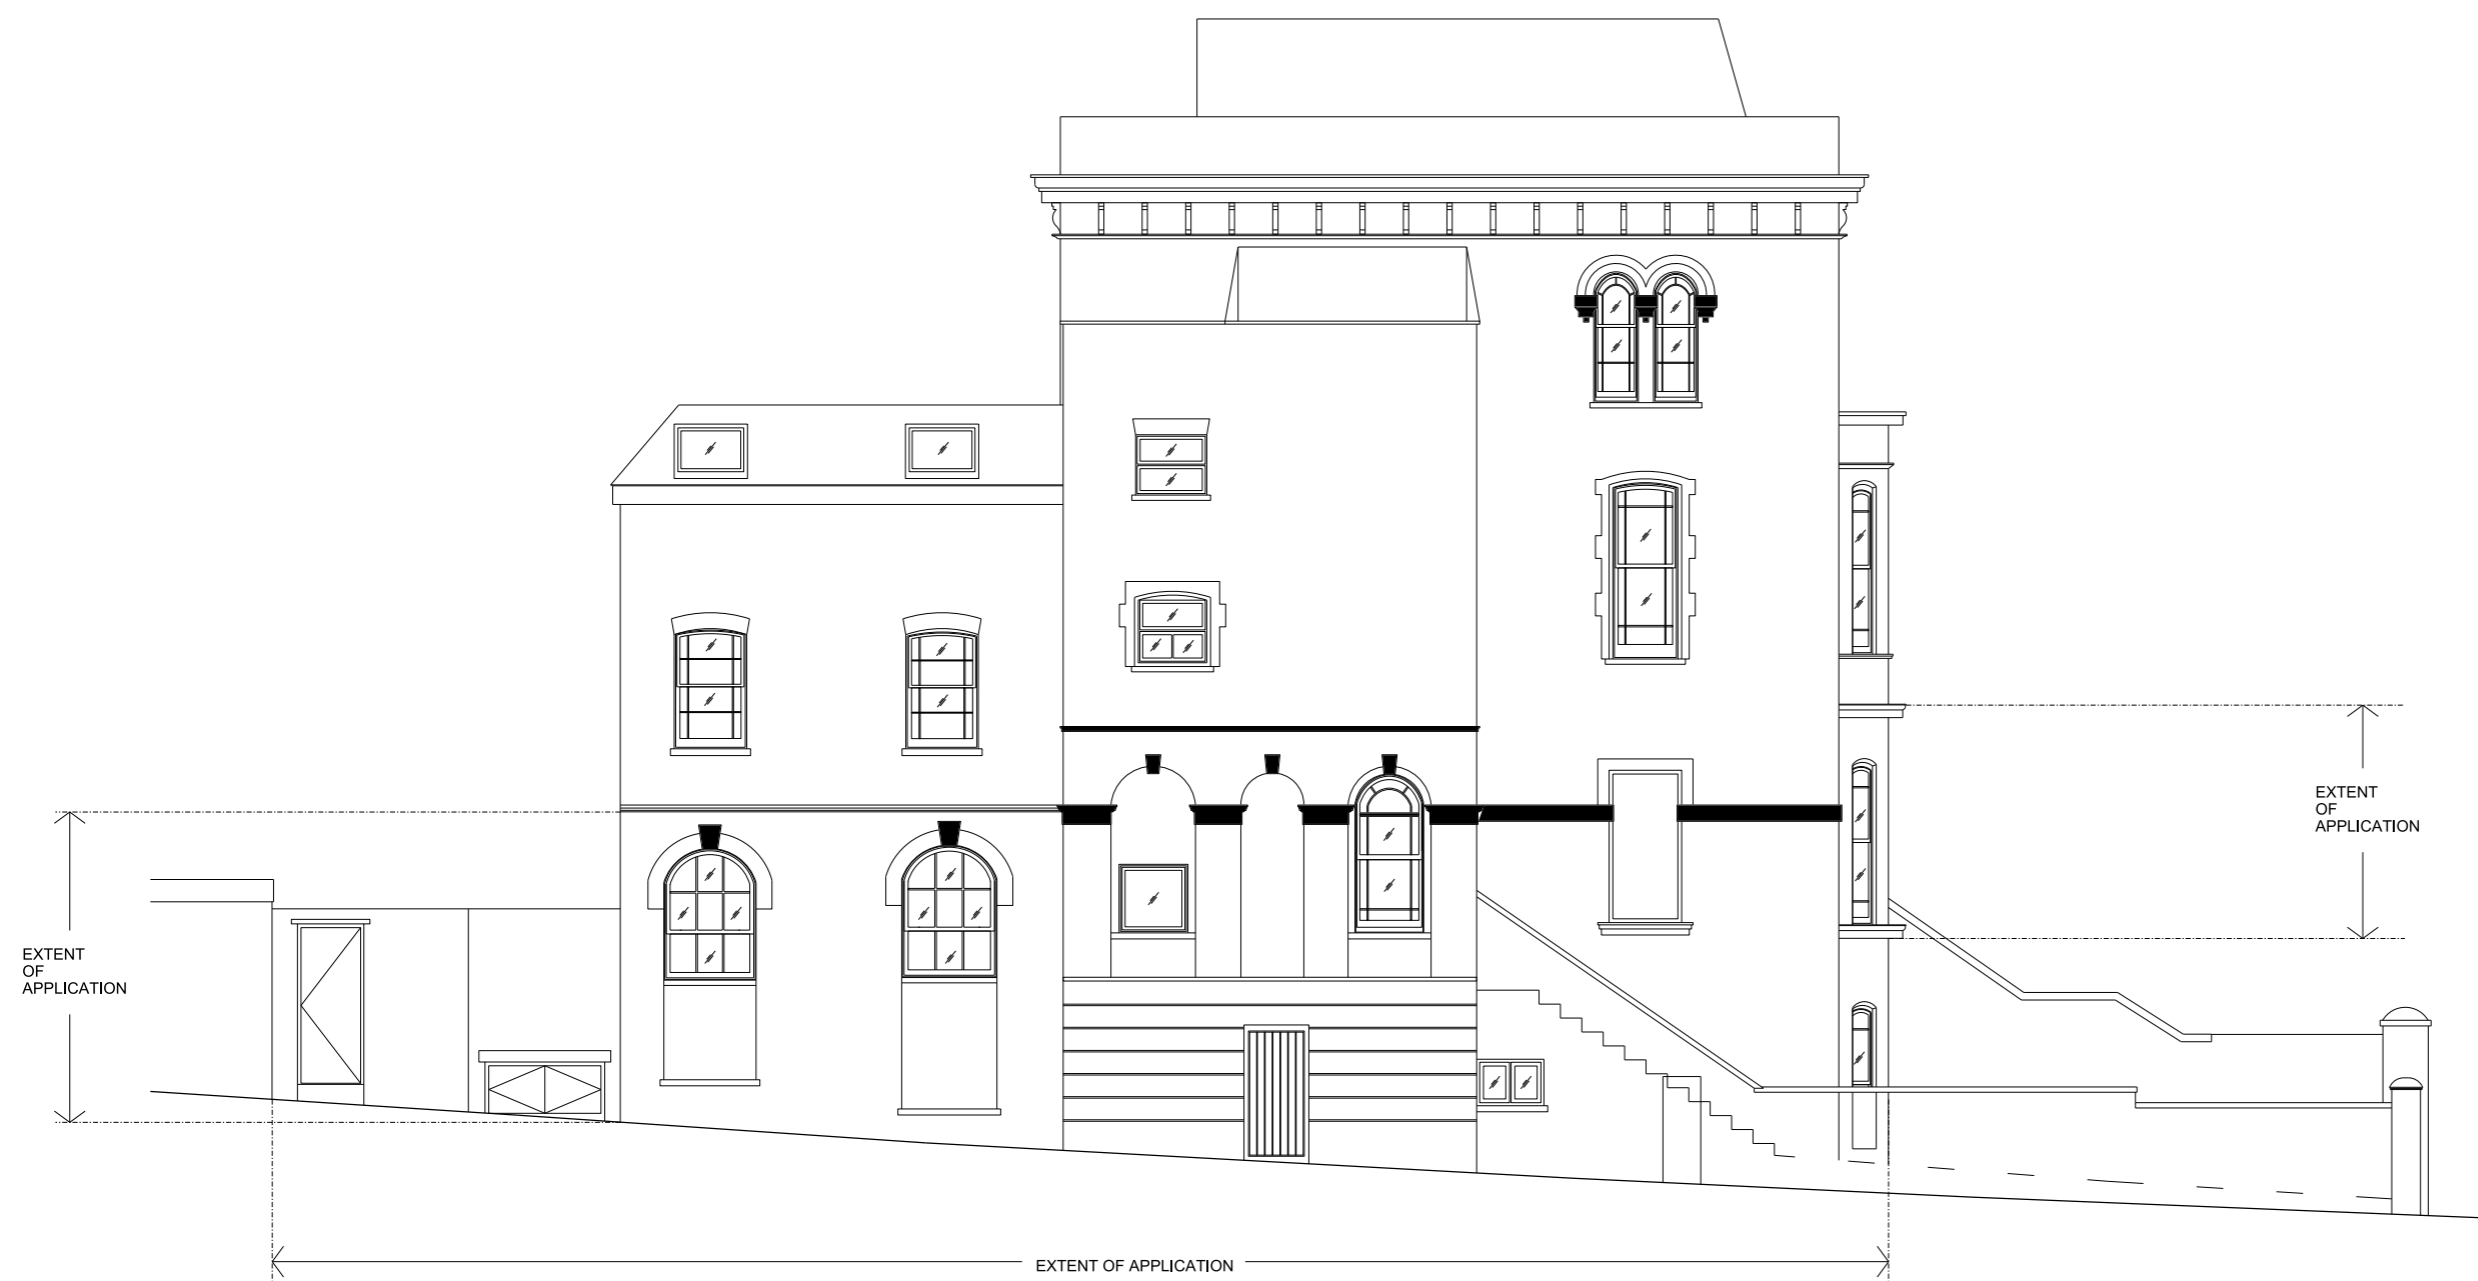 EXTENT
OF
APPLICATION
EXTENT
OF
APPLICATION
EXTENT OF APPLICATION